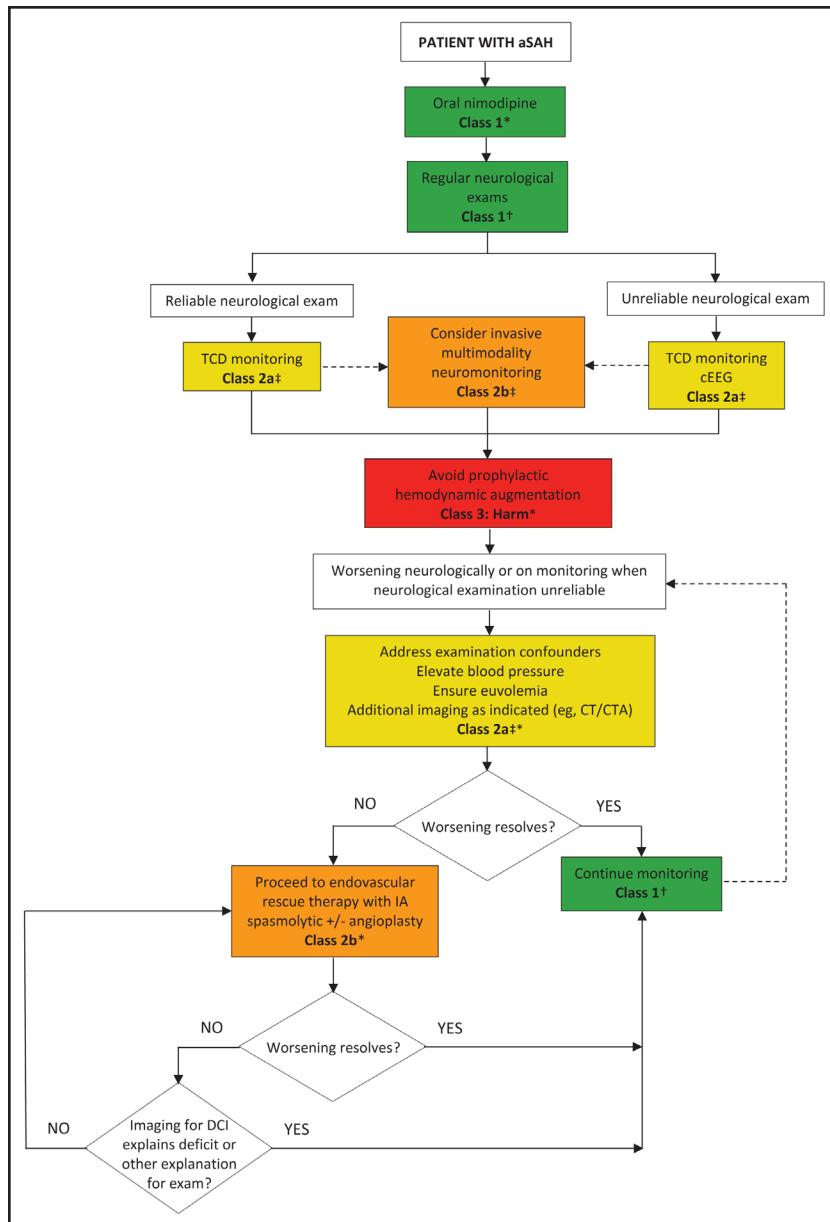 PATIENT WITH aSAH
Oral nimodipine
Class 1*
Regular neurological
exams
Class 1†
Reliable neurological exam
Unreliable neurological exam
TCD monitoring
Class 2a‡
Consider invasive
multimodality
neuromonitoring
Class 2b‡
TCD monitoring
cEEG
Class 2a‡
Avoid prophylactic
hemodynamic augmentation
Class 3: Harm*
Worsening neurologically or on monitoring when
neurological examination unreliable
Address examination confounders
Elevate blood pressure
Ensure euvolemia
Additional imaging as indicated (eg, CT/CTA)
Class 2a‡*
NO
YES
Worsening resolves?
Proceed to endovascular
rescue therapy with IA
spasmolytic +/- angioplasty
Class 2b*
Continue monitoring
Class 1†
NO
YES
Worsening resolves?
NO
YES
Imaging for DCI
explains deficit or
other explanation
for exam?